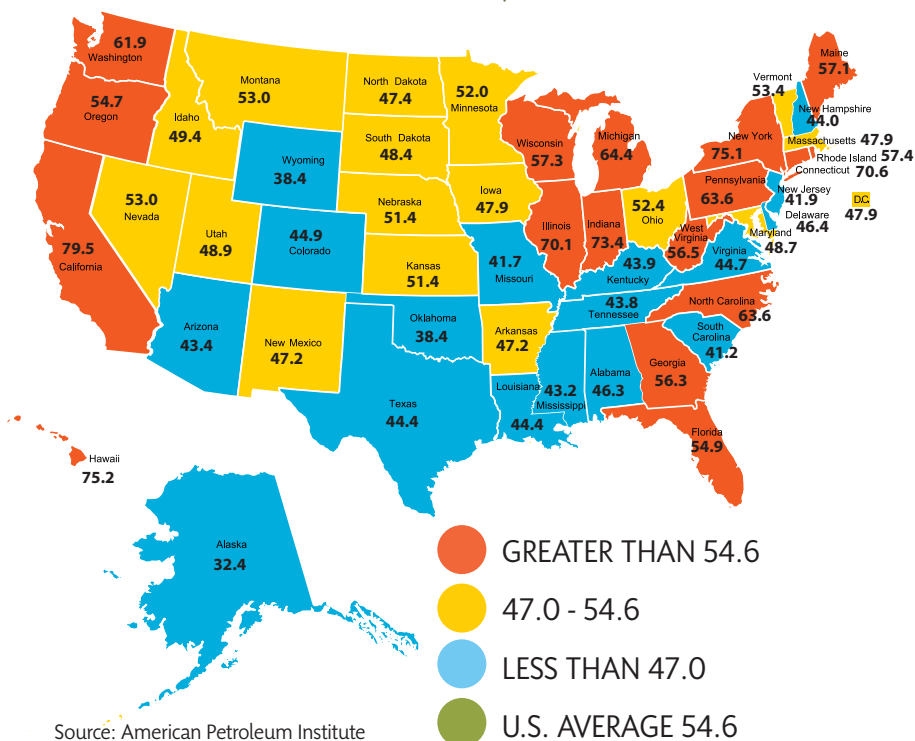 61.9
Washington
54.7
Oregon
79.5
California
53.0
Nevada
Idaho
49.4
Montana
53.0
Wyoming
38.4
Utah
48.9
44.9
Colorado
Arizona
43.4
New Mexico
47.2
North Dakota
47.4
South Dakota
48.4
Nebraska
51.4
Kansas
51.4
Oklahoma
38.4
Texas
44.4
52.0
Minnesota
Iowa
47.9
41.7
Missouri
Arkansas
47.2
Louisiana
44.4
Wisconsin
57.3
Illinois
70.1
Michigan
64.4
Indiana
73.4
52.4
Ohio
43.9
Kentucky
43.8
Tennessee
43.2
Mississippi
Alabama
46.3
Georgia
56.3
Florida
54.9
South
Carolina
41.2
North Carolina
63.6
Virginia
44.7
West
Virginia
56.5
Pennsylvania
63.6
New York
75.1
Vermont
53.4
Maine
57.1
New Hampshire
44.0
Massachusetts 47.9
Rhode Island 57.4
Connecticut 70.6
New Jersey
41.9
Delaware
46.4
Maryland
48.7
D.C.
47.9
Hawaii
75.2
Alaska
32.4
GREATER THAN 54.6
47.0 - 54.6
LESS THAN 47.0
U.S. AVERAGE 54.6
Source: American Petroleum Institute